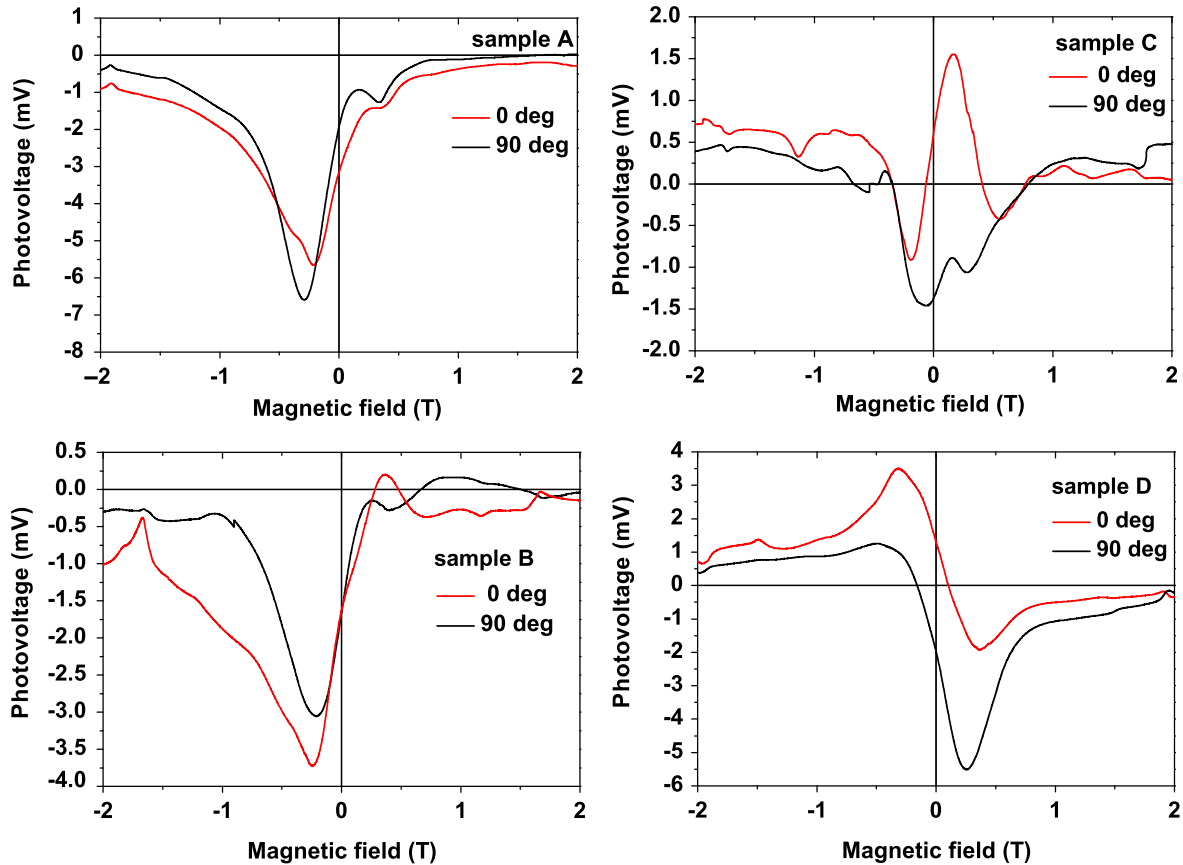 sample A
0 deg
90 deg
1
0
-1
-2
-3
-4
-5
-6
-7
-8
Photovoltage (mV)
–2 -1 0 1 2
Magnetic field (T)
sample C
0 deg
90 deg
2.0
1.5
1.0
0.5
0.0
-0.5
-1.0
-1.5
2.0
Photovoltage (mV)
-2 -1 0 1 2
Magnetic field (T)
sample B
0 deg
90 deg
0.5
0.0
-0.5
-1.0
-1.5
-2.0
-2.5
-3.0
-3.5
4.0
Photovoltage (mV)
-2 -1 0 1 2
Magnetic field (T)
sample D
0 deg
90 deg
4
3
2
1
0
-1
-2
-3
-4
-5
-6
Photovoltage (mV)
-2 -1 0 1 2
Magnetic field (T)